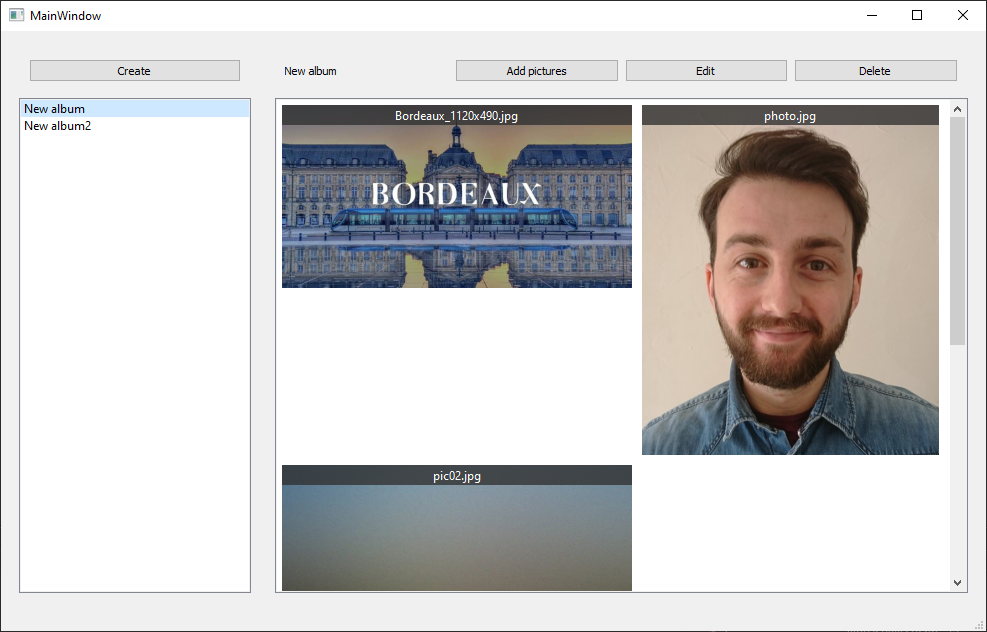 MainWindow
Create
New album
Add pictures
Edit
Delete
New album
New album2
Bordeaux_1120x490.jpg
photo.jpg
BORDEAUX
pic02.jpg